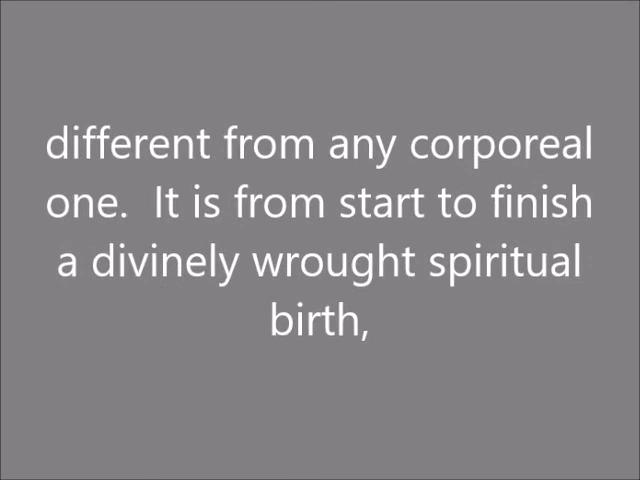 different from any corporeal
one.  It is from start to finish
a divinely wrought spiritual
birth,